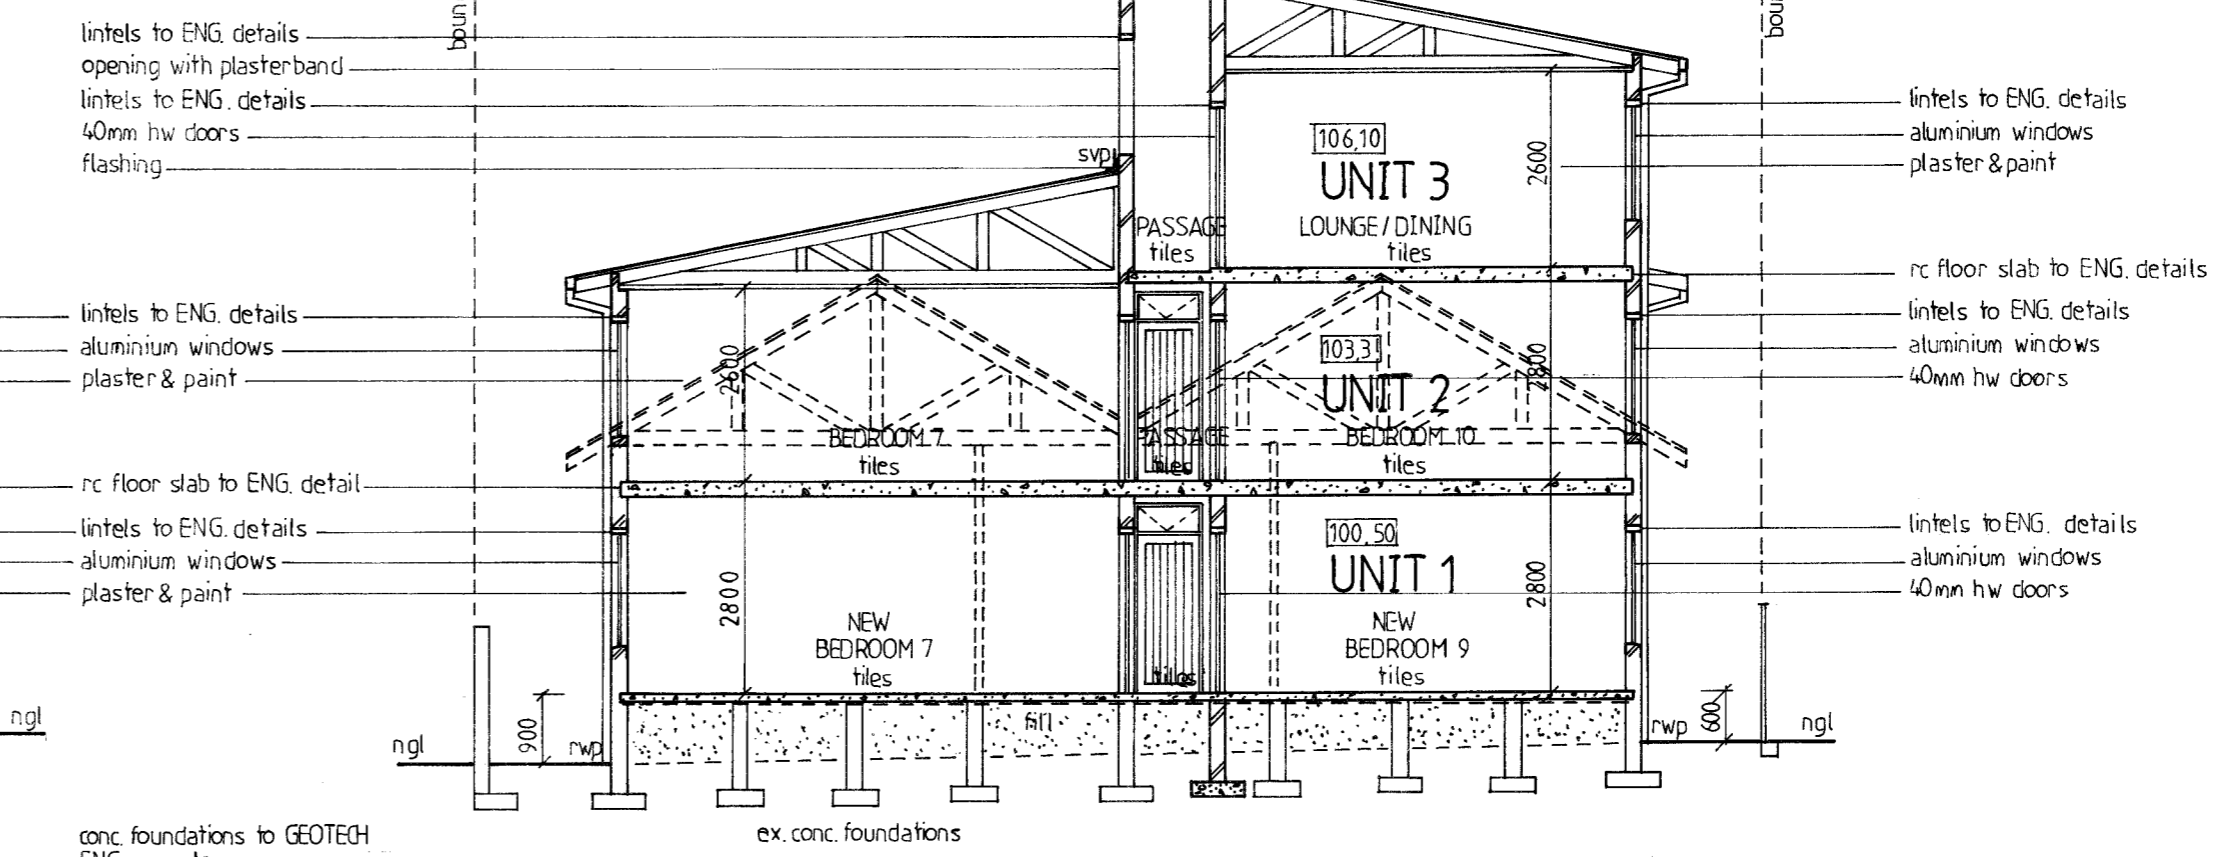 boun
lintels to ENG. details
opening with plasterband
lintels to ENG. details
40mm hw doors
flashing
svp
106,10
UNIT 3
LOUNGE/DINING
tiles
PASSAGE
tiles
2600
bou
lintels to ENG. details
aluminium windows
plaster & paint
rc floor slab to ENG. details
lintels to ENG. details
aluminium windows
40mm hw doors
lintels to ENG. details
aluminium windows
plaster & paint
2600
103,3
UNIT 2
2800
BEDROOM 7
tiles
PASSAGE
tiles
BEDROOM 10
tiles
rc floor slab to ENG. detail
lintels to ENG. details
aluminium windows
plaster & paint
2800
100,50
UNIT 1
2800
NEW
BEDROOM 7
tiles
tiles
NEW
BEDROOM 9
tiles
lintels to ENG. details
aluminium windows
40mm hw doors
ngl
ngl
900
rwp
fill
rwp
600
ngl
conc. foundations to GEOTECH
ex. conc. foundations